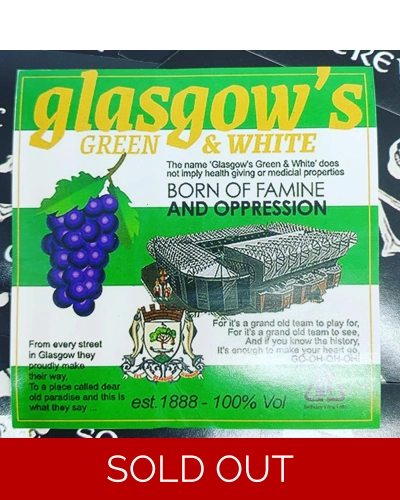 glasgow's
GREEN & WHITE
The name 'Glasgow's Green & White' does
not imply health giving or medicial properties
BORN OF FAMINE
AND OPPRESSION
For it's a grand old team to play for,
For it's a grand old team to see,
And if you know the history,
It's enough to make your heart go,
GO-OH-OH-OH!
From every street
in Glasgow they
proudly make
their way,
To a place called dear
old paradise and this is
what they say ...
est.1888 - 100% Vol
SOLD OUT